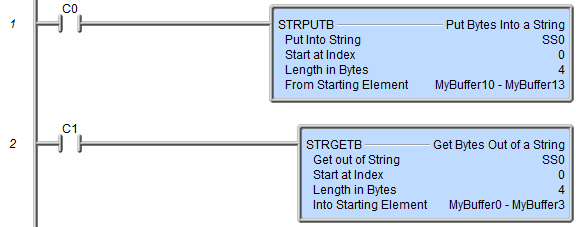 C0
1
STRPUTB Put Bytes Into a String
Put Into String SS0
Start at Index 0
Length in Bytes 4
From Starting Element MyBuffer10 - MyBuffer13
C1
2
STRGETB Get Bytes Out of a String
Get out of String SS0
Start at Index 0
Length in Bytes 4
Into Starting Element MyBuffer0 - MyBuffer3